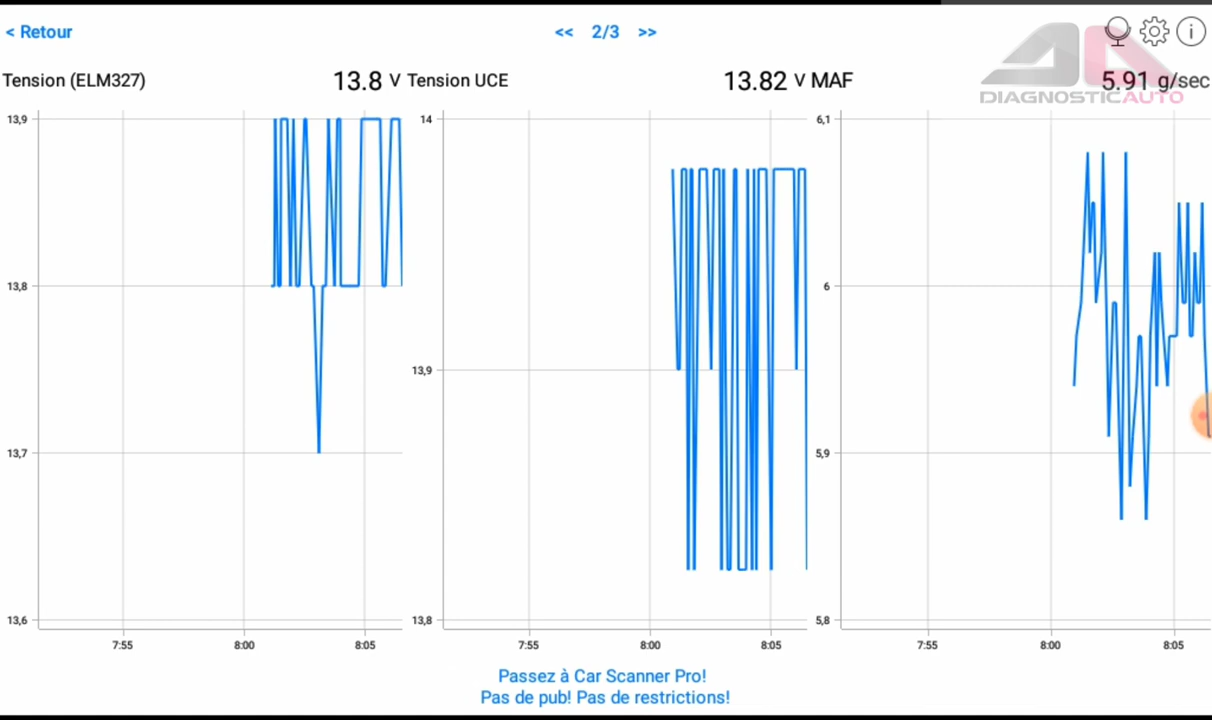 < Retour
<< 2/3 >>
DIAGNOSTICAUTO
Tension (ELM327) 13.8 V
Tension UCE 13.82 V
MAF 5.91 g/sec
13,9
13,8
13,7
13,6
7:55 8:00 8:05
14
13,9
13,8
7:55 8:00 8:05
6,1
6
5,9
5,8
7:55 8:00 8:05
Passez à Car Scanner Pro!
Pas de pub! Pas de restrictions!